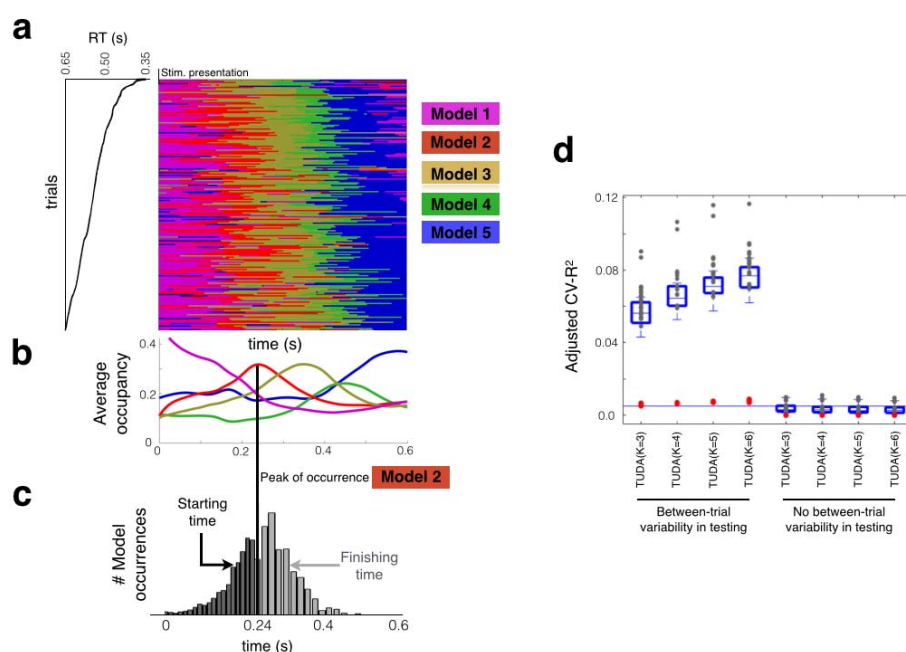 a
RT (s)
0.65
0.50
0.35
Stim. presentation
trials
Model 1
Model 2
Model 3
Model 4
Model 5
b
time (s)
Average
occupancy
0.4
0.2
0
0
0.2
0.4
0.6
Peak of occurrence
Model 2
c
Starting
time
Finishing
time
# Model
occurrences
0
0.24
0.4
0.6
time (s)
d
Adjusted CV-R²
0.12
0.08
0.04
0.0
TUDA(K=3)
TUDA(K=4)
TUDA(K=5)
TUDA(K=6)
TUDA(K=3)
TUDA(K=4)
TUDA(K=5)
TUDA(K=6)
Between-trial
variability in testing
No between-trial
variability in testing